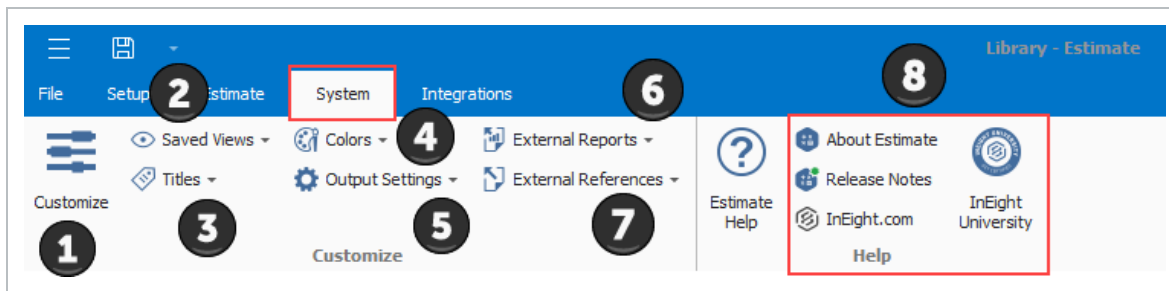 Library - Estimate
8
File Setup 2 Estimate System Integrations 6
Saved Views Colors 4 External Reports About Estimate
Titles Output Settings External References Release Notes
Customize Estimate Help InEight.com InEight University
1 3 5 7
Customize Help